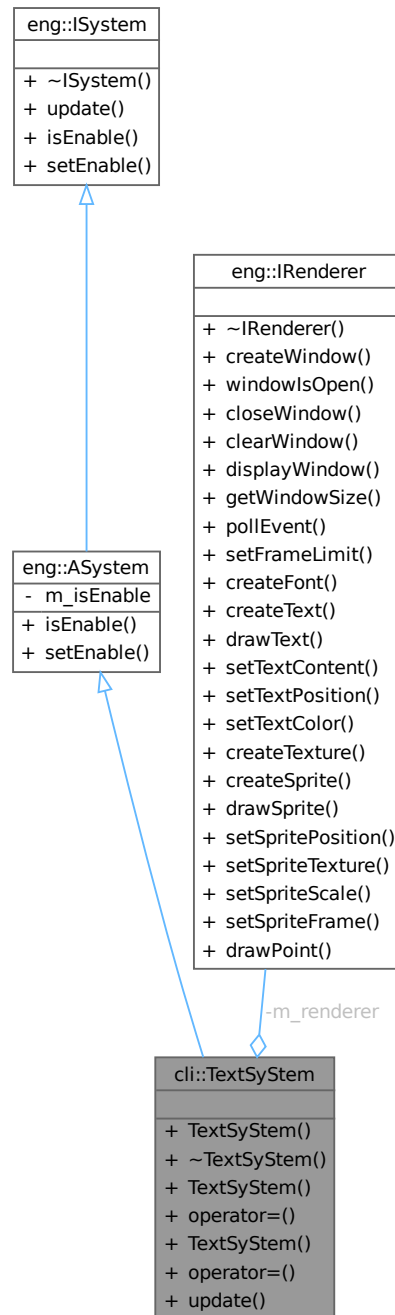 eng::ISystem
+ ~ISystem()
+ update()
+ isEnable()
+ setEnable()
eng::IRenderer
+ ~IRenderer()
+ createWindow()
+ windowIsOpen()
+ closeWindow()
+ clearWindow()
+ displayWindow()
+ getWindowSize()
+ pollEvent()
+ setFrameLimit()
+ createFont()
+ createText()
+ drawText()
+ setTextContent()
+ setTextPosition()
+ setTextColor()
+ createTexture()
+ createSprite()
+ drawSprite()
+ setSpritePosition()
+ setSpriteTexture()
+ setSpriteScale()
+ setSpriteFrame()
+ drawPoint()
eng::ASystem
- m_isEnable
+ isEnable()
+ setEnable()
-m_renderer
cli::TextSyStem
+ TextSyStem()
+ ~TextSyStem()
+ TextSyStem()
+ operator=()
+ TextSyStem()
+ operator=()
+ update()